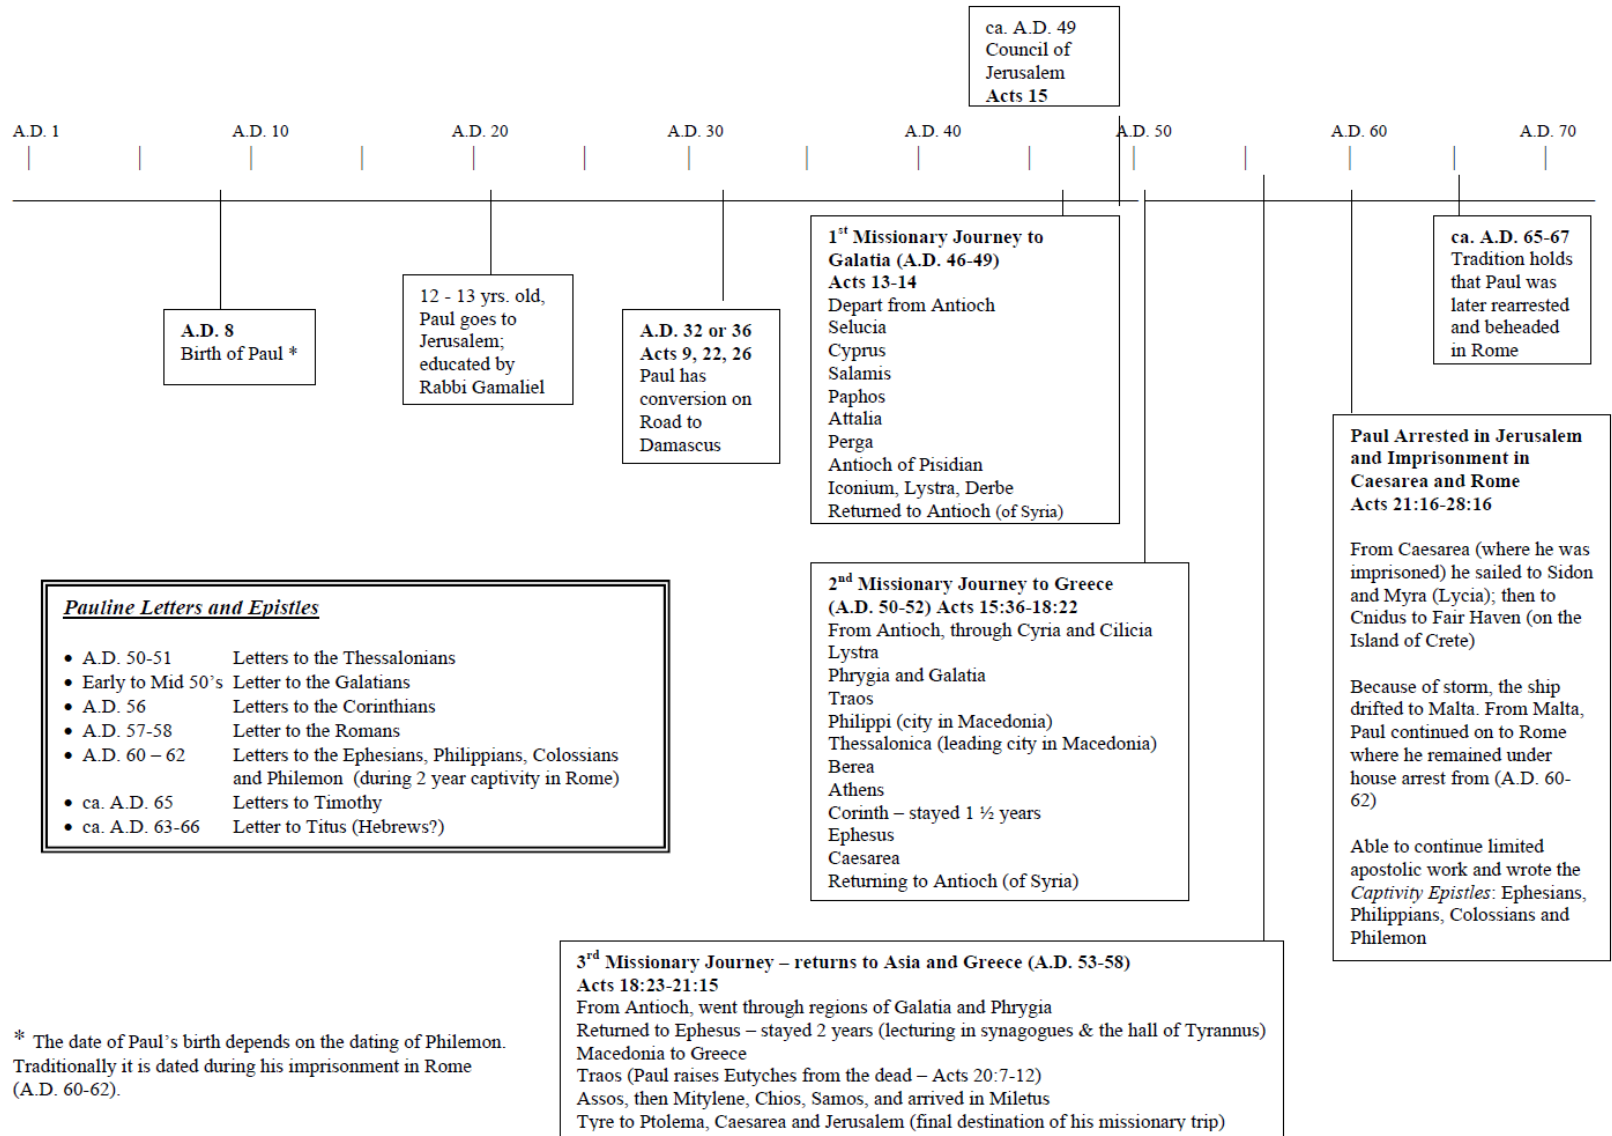 ca. A.D. 49
Council of
Jerusalem
Acts 15
A.D. 1
A.D. 10
A.D. 20
A.D. 30
A.D. 40
A.D. 50
A.D. 60
A.D. 70
A.D. 8
Birth of Paul *
12 - 13 yrs. old,
Paul goes to
Jerusalem;
educated by
Rabbi Gamaliel
A.D. 32 or 36
Acts 9, 22, 26
Paul has
conversion on
Road to
Damascus
1st Missionary Journey to
Galatia (A.D. 46-49)
Acts 13-14
Depart from Antioch
Selucia
Cyprus
Salamis
Paphos
Attalia
Perga
Antioch of Pisidian
Iconium, Lystra, Derbe
Returned to Antioch (of Syria)
ca. A.D. 65-67
Tradition holds
that Paul was
later rearrested
and beheaded
in Rome
Paul Arrested in Jerusalem
and Imprisonment in
Caesarea and Rome
Acts 21:16-28:16
From Caesarea (where he was
imprisoned) he sailed to Sidon
and Myra (Lycia); then to
Cnidus to Fair Haven (on the
Island of Crete)
Because of storm, the ship
drifted to Malta. From Malta,
Paul continued on to Rome
where he remained under
house arrest from (A.D. 60-
62)
Able to continue limited
apostolic work and wrote the
Captivity Epistles: Ephesians,
Philippians, Colossians and
Philemon
2nd Missionary Journey to Greece
(A.D. 50-52) Acts 15:36-18:22
From Antioch, through Cyria and Cilicia
Lystra
Phrygia and Galatia
Traos
Philippi (city in Macedonia)
Thessalonica (leading city in Macedonia)
Berea
Athens
Corinth – stayed 1 ½ years
Ephesus
Caesarea
Returning to Antioch (of Syria)
Pauline Letters and Epistles
• A.D. 50-51 Letters to the Thessalonians
• Early to Mid 50's Letter to the Galatians
• A.D. 56 Letters to the Corinthians
• A.D. 57-58 Letter to the Romans
• A.D. 60 – 62 Letters to the Ephesians, Philippians, Colossians
and Philemon (during 2 year captivity in Rome)
• ca. A.D. 65 Letters to Timothy
• ca. A.D. 63-66 Letter to Titus (Hebrews?)
3rd Missionary Journey – returns to Asia and Greece (A.D. 53-58)
Acts 18:23-21:15
From Antioch, went through regions of Galatia and Phrygia
Returned to Ephesus – stayed 2 years (lecturing in synagogues & the hall of Tyrannus)
Macedonia to Greece
Traos (Paul raises Eutyches from the dead – Acts 20:7-12)
Assos, then Mitylene, Chios, Samos, and arrived in Miletus
Tyre to Ptolema, Caesarea and Jerusalem (final destination of his missionary trip)
* The date of Paul's birth depends on the dating of Philemon.
Traditionally it is dated during his imprisonment in Rome
(A.D. 60-62).